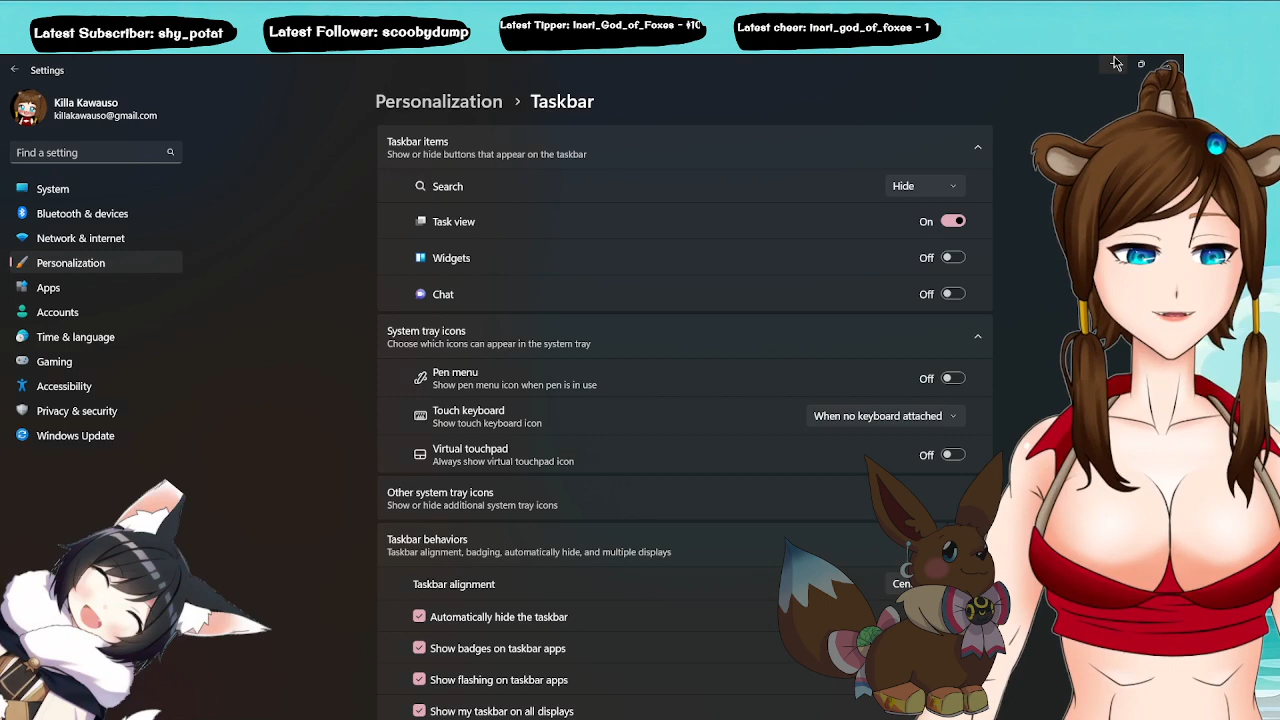 Latest Subscriber: shy_potat
Latest Follower: scoobydump
Latest Tipper: Inari_God_of_Foxes - $10
Latest cheer: inari_god_of_foxes - 1
Settings
Killa Kawauso
killakawauso@gmail.com
Find a setting
System
Bluetooth & devices
Network & internet
Personalization
Apps
Accounts
Time & language
Gaming
Accessibility
Privacy & security
Windows Update
Personalization > Taskbar
Taskbar items
Show or hide buttons that appear on the taskbar
Search Hide
Task view On
Widgets Off
Chat Off
System tray icons
Choose which icons can appear in the system tray
Pen menu
Show pen menu icon when pen is in use
Off
Touch keyboard
Show touch keyboard icon
When no keyboard attached
Virtual touchpad
Always show virtual touchpad icon
Off
Other system tray icons
Show or hide additional system tray icons
Taskbar behaviors
Taskbar alignment, badging, automatically hide, and multiple displays
Taskbar alignment Cen
Automatically hide the taskbar
Show badges on taskbar apps
Show flashing on taskbar apps
Show my taskbar on all displays